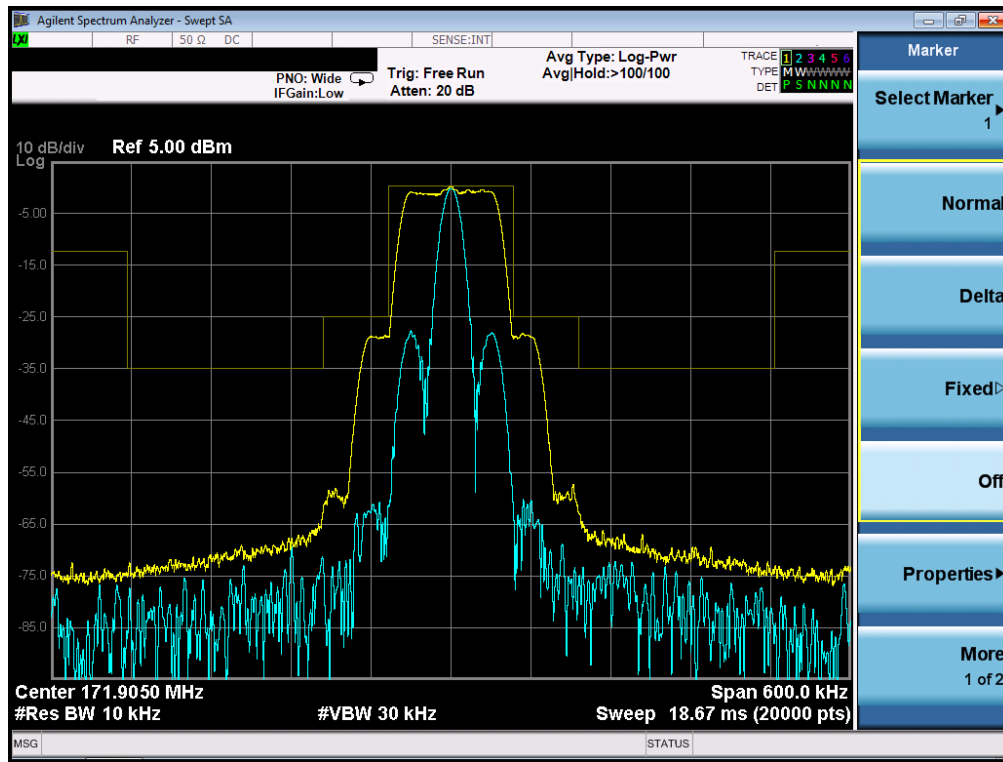 Agilent Spectrum Analyzer - Swept SA
LXI RF 50 Ω DC SENSE:INT
PNO: Wide
IFGain:Low
Trig: Free Run
Atten: 20 dB
Avg Type: Log-Pwr
Avg|Hold:>100/100
TRACE 1 2 3 4 5 6
TYPE M W W W W W
DET P S N N N N
10 dB/div Ref 5.00 dBm
Log
-5.00
-15.0
-25.0
-35.0
-45.0
-55.0
-65.0
-75.0
-85.0
Center 171.9050 MHz Span 600.0 kHz
#Res BW 10 kHz #VBW 30 kHz Sweep 18.67 ms (20000 pts)
MSG STATUS
Marker
Select Marker
1
Normal
Delta
Fixed
Off
Properties
More
1 of 2